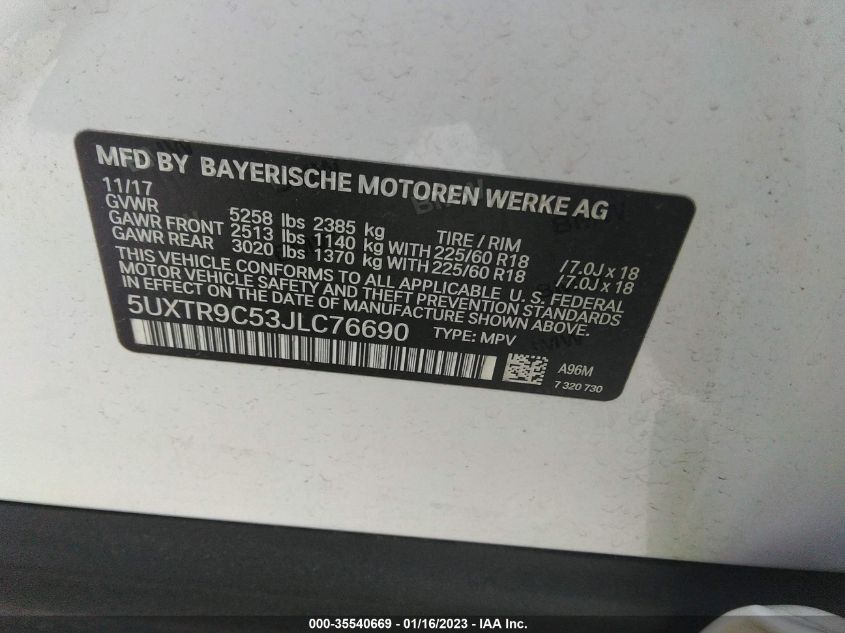 MFD BY BAYERISCHE MOTOREN WERKE AG
11/17
GVWR 5258 lbs 2385 kg TIRE / RIM
GAWR FRONT 2513 lbs 1140 kg WITH 225/60 R18 / 7.0J x 18
GAWR REAR 3020 lbs 1370 kg WITH 225/60 R18 / 7.0J x 18
THIS VEHICLE CONFORMS TO ALL APPLICABLE U. S. FEDERAL
MOTOR VEHICLE SAFETY AND THEFT PREVENTION STANDARDS
IN EFFECT ON THE DATE OF MANUFACTURE SHOWN ABOVE.
5UXTR9C53JLC76690 TYPE: MPV
A96M
7 320 730
000-35540669 - 01/16/2023 - IAA Inc.